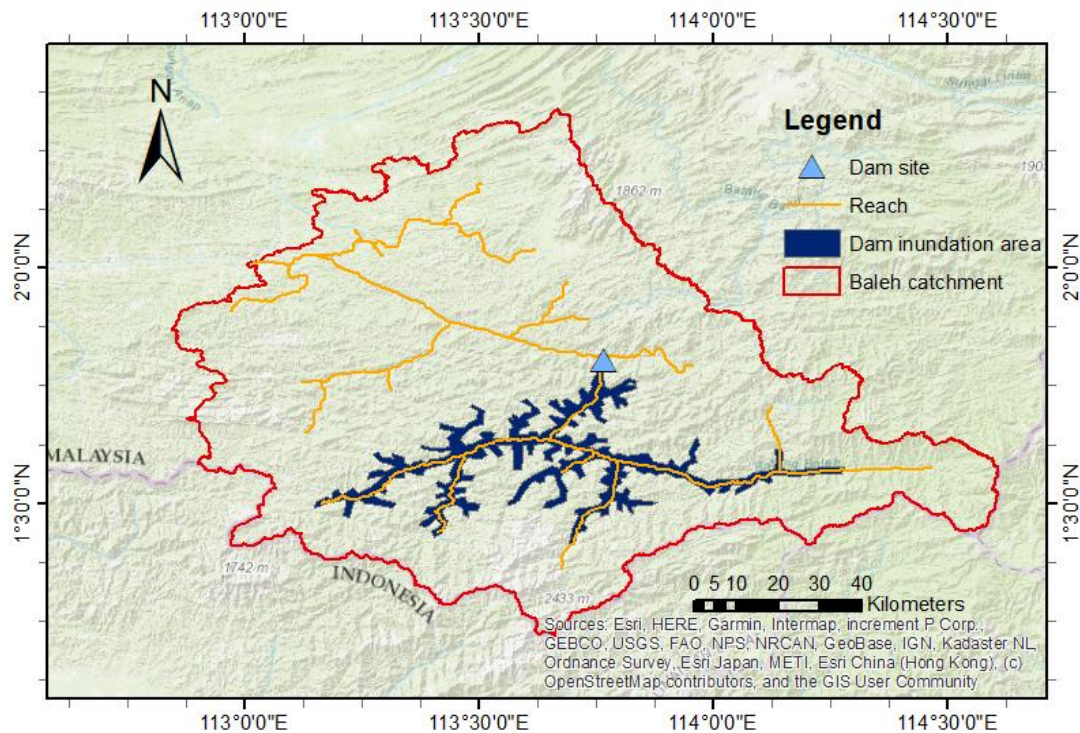 113°0'0"E 113°30'0"E 114°0'0"E 114°30'0"E
N
Legend
Dam site
Reach
Dam inundation area
Baleh catchment
1862 m
2°0'0"N
2°0'0"N
MALAYSIA
1°30'0"N
1°30'0"N
1742 m
INDONESIA
2433 m
0 5 10 20 30 40
Kilometers
Sources: Esri, HERE, Garmin, Intermap, increment P Corp.,
GEBCO, USGS, FAO, NPS, NRCAN, GeoBase, IGN, Kadaster NL,
Ordnance Survey, Esri Japan, METI, Esri China (Hong Kong), (c)
OpenStreetMap contributors, and the GIS User Community
113°0'0"E 113°30'0"E 114°0'0"E 114°30'0"E